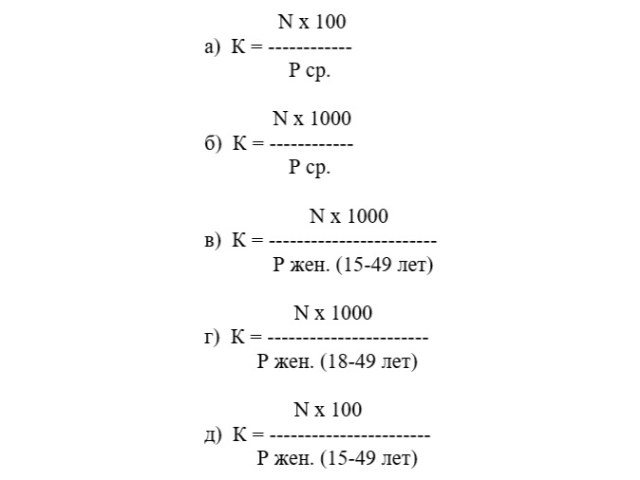 N x 100
а) К = ------------
Р ср.
N x 1000
б) К = ------------
Р ср.
N x 1000
в) К = ------------------------
Р жен. (15-49 лет)
N x 1000
г) К = -----------------------
Р жен. (18-49 лет)
N x 100
д) К = -----------------------
Р жен. (15-49 лет)